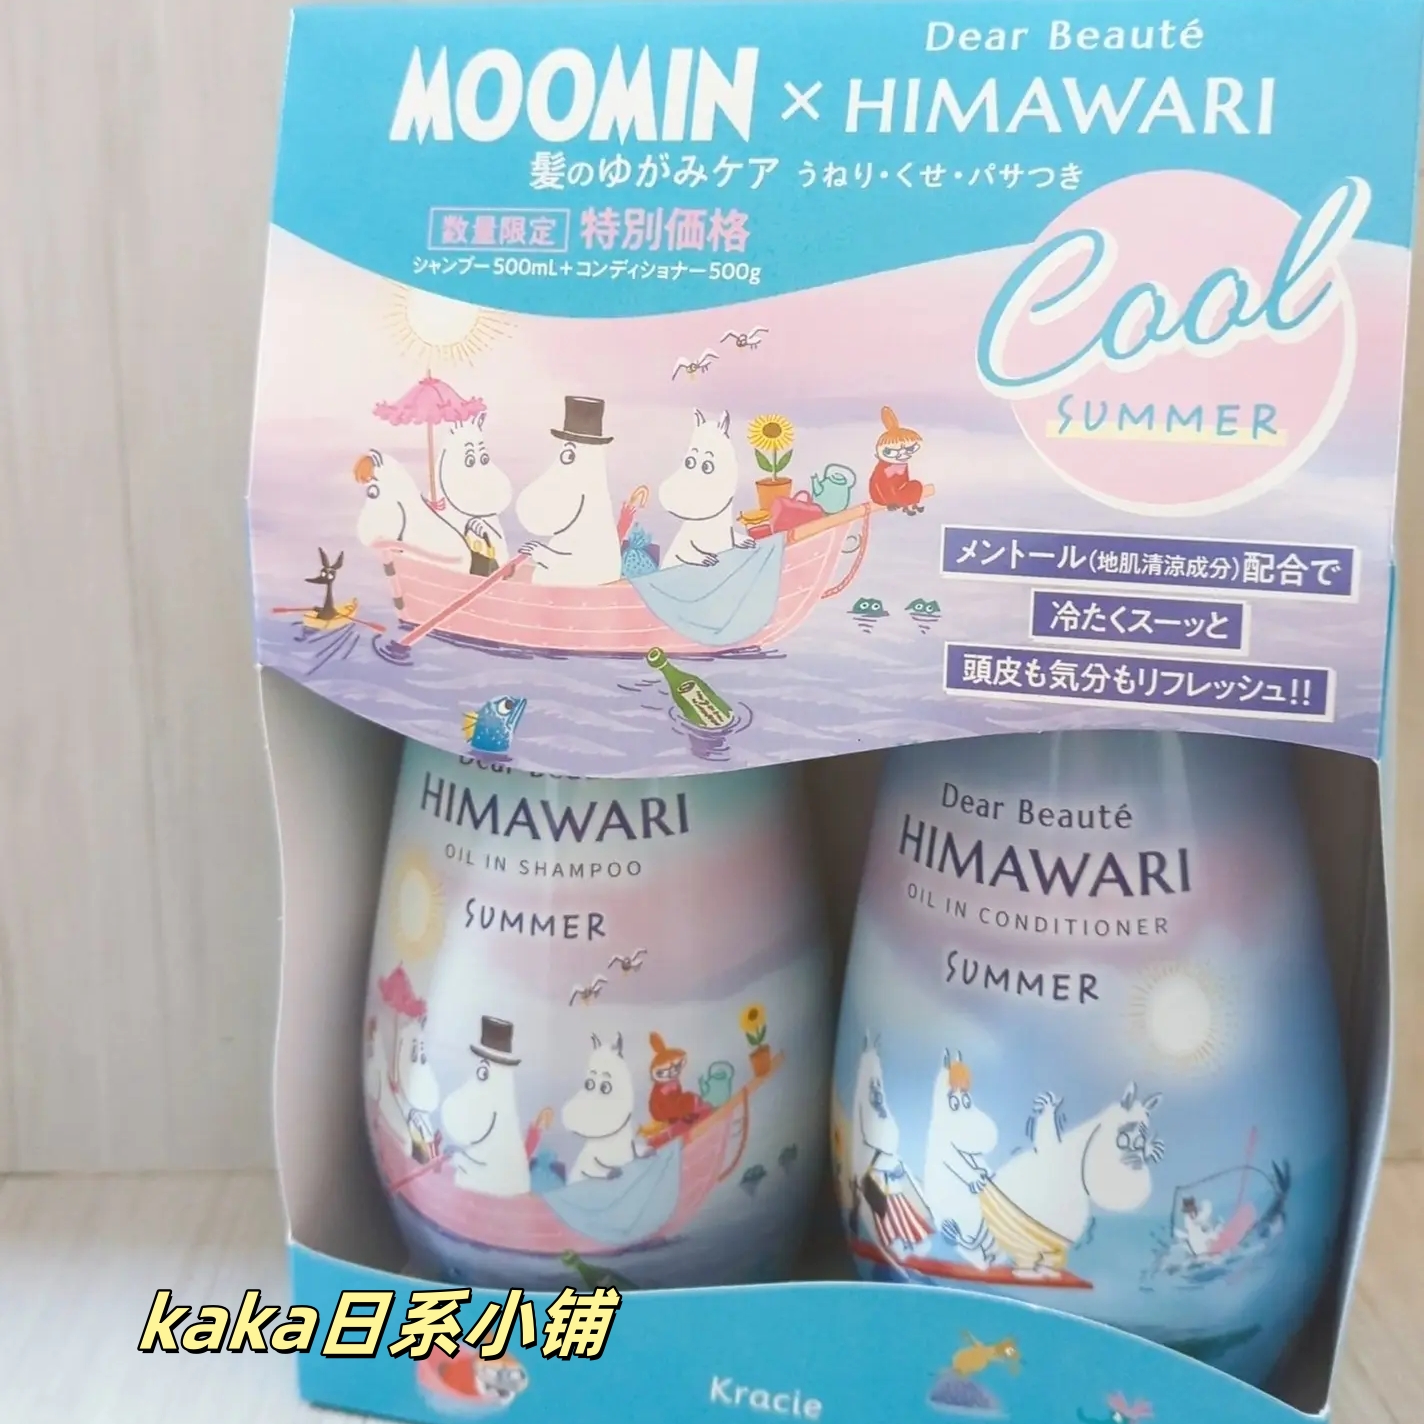 Dear Beauté
MOOMIN × HIMAWARI
髪のゆがみケア うねり・くせ・パサつき
数量限定 特別価格
シャンプー500mL+コンディショナー500g
Cool
SUMMER
メントール(地肌清涼成分)配合で
冷たくスーッと
頭皮も気分もリフレッシュ!!
HIMAWARI
OIL IN SHAMPOO
SUMMER
Dear Beauté
HIMAWARI
OIL IN CONDITIONER
SUMMER
kaka日系小铺
Kracie